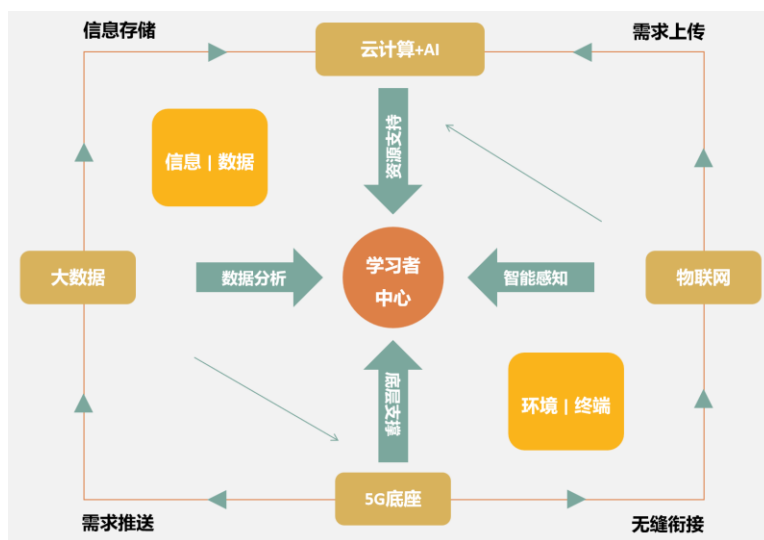 信息存储
云计算+AI
需求上传
资源支持
信息 | 数据
大数据
数据分析
学习者
中心
智能感知
物联网
底层支撑
环境 | 终端
5G底座
需求推送
无缝衔接